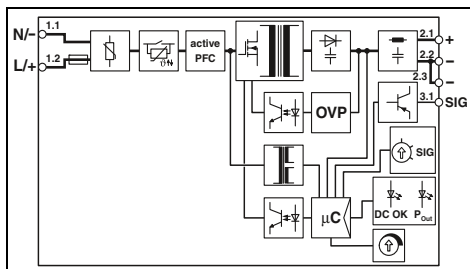 N/–
1.1
L/+
1.2
active
PFC
2.1
+
2.2
–
2.3
–
3.1
SIG
OVP
SIG
µC
DC OK
POut